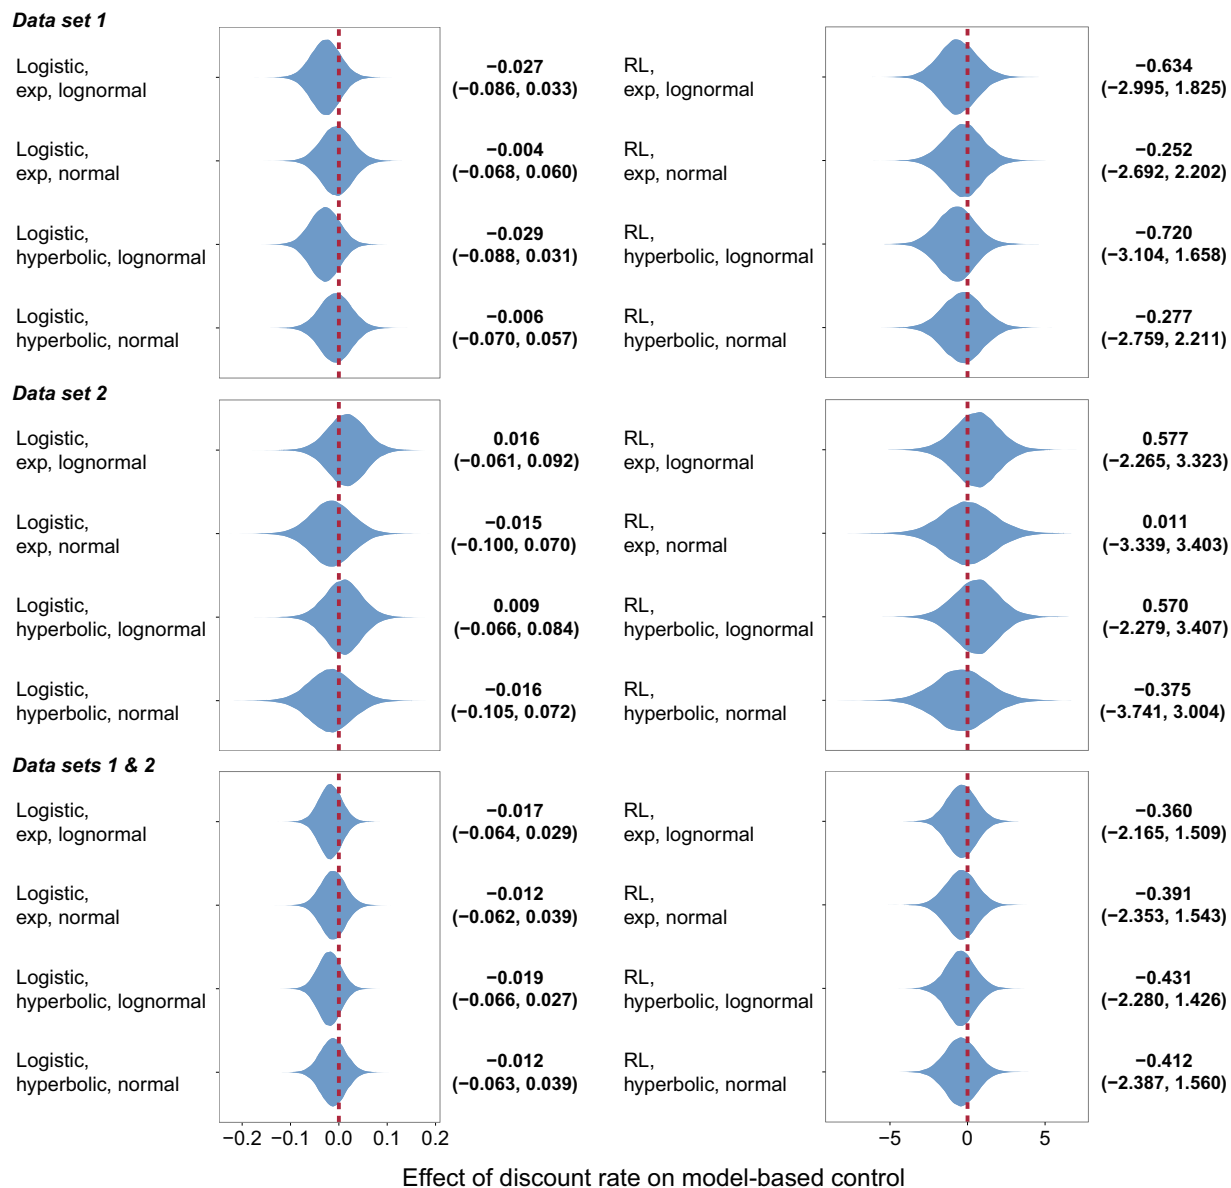 Data set 1
Logistic,
exp, lognormal
−0.027
(−0.086, 0.033)
RL,
exp, lognormal
−0.634
(−2.995, 1.825)
Logistic,
exp, normal
−0.004
(−0.068, 0.060)
RL,
exp, normal
−0.252
(−2.692, 2.202)
Logistic,
hyperbolic, lognormal
−0.029
(−0.088, 0.031)
RL,
hyperbolic, lognormal
−0.720
(−3.104, 1.658)
Logistic,
hyperbolic, normal
−0.006
(−0.070, 0.057)
RL,
hyperbolic, normal
−0.277
(−2.759, 2.211)
Data set 2
Logistic,
exp, lognormal
0.016
(−0.061, 0.092)
RL,
exp, lognormal
0.577
(−2.265, 3.323)
Logistic,
exp, normal
−0.015
(−0.100, 0.070)
RL,
exp, normal
0.011
(−3.339, 3.403)
Logistic,
hyperbolic, lognormal
0.009
(−0.066, 0.084)
RL,
hyperbolic, lognormal
0.570
(−2.279, 3.407)
Logistic,
hyperbolic, normal
−0.016
(−0.105, 0.072)
RL,
hyperbolic, normal
−0.375
(−3.741, 3.004)
Data sets 1 & 2
Logistic,
exp, lognormal
−0.017
(−0.064, 0.029)
RL,
exp, lognormal
−0.360
(−2.165, 1.509)
Logistic,
exp, normal
−0.012
(−0.062, 0.039)
RL,
exp, normal
−0.391
(−2.353, 1.543)
Logistic,
hyperbolic, lognormal
−0.019
(−0.066, 0.027)
RL,
hyperbolic, lognormal
−0.431
(−2.280, 1.426)
Logistic,
hyperbolic, normal
−0.012
(−0.063, 0.039)
RL,
hyperbolic, normal
−0.412
(−2.387, 1.560)
−0.2 −0.1 0.0 0.1 0.2
−5 0 5
Effect of discount rate on model-based control